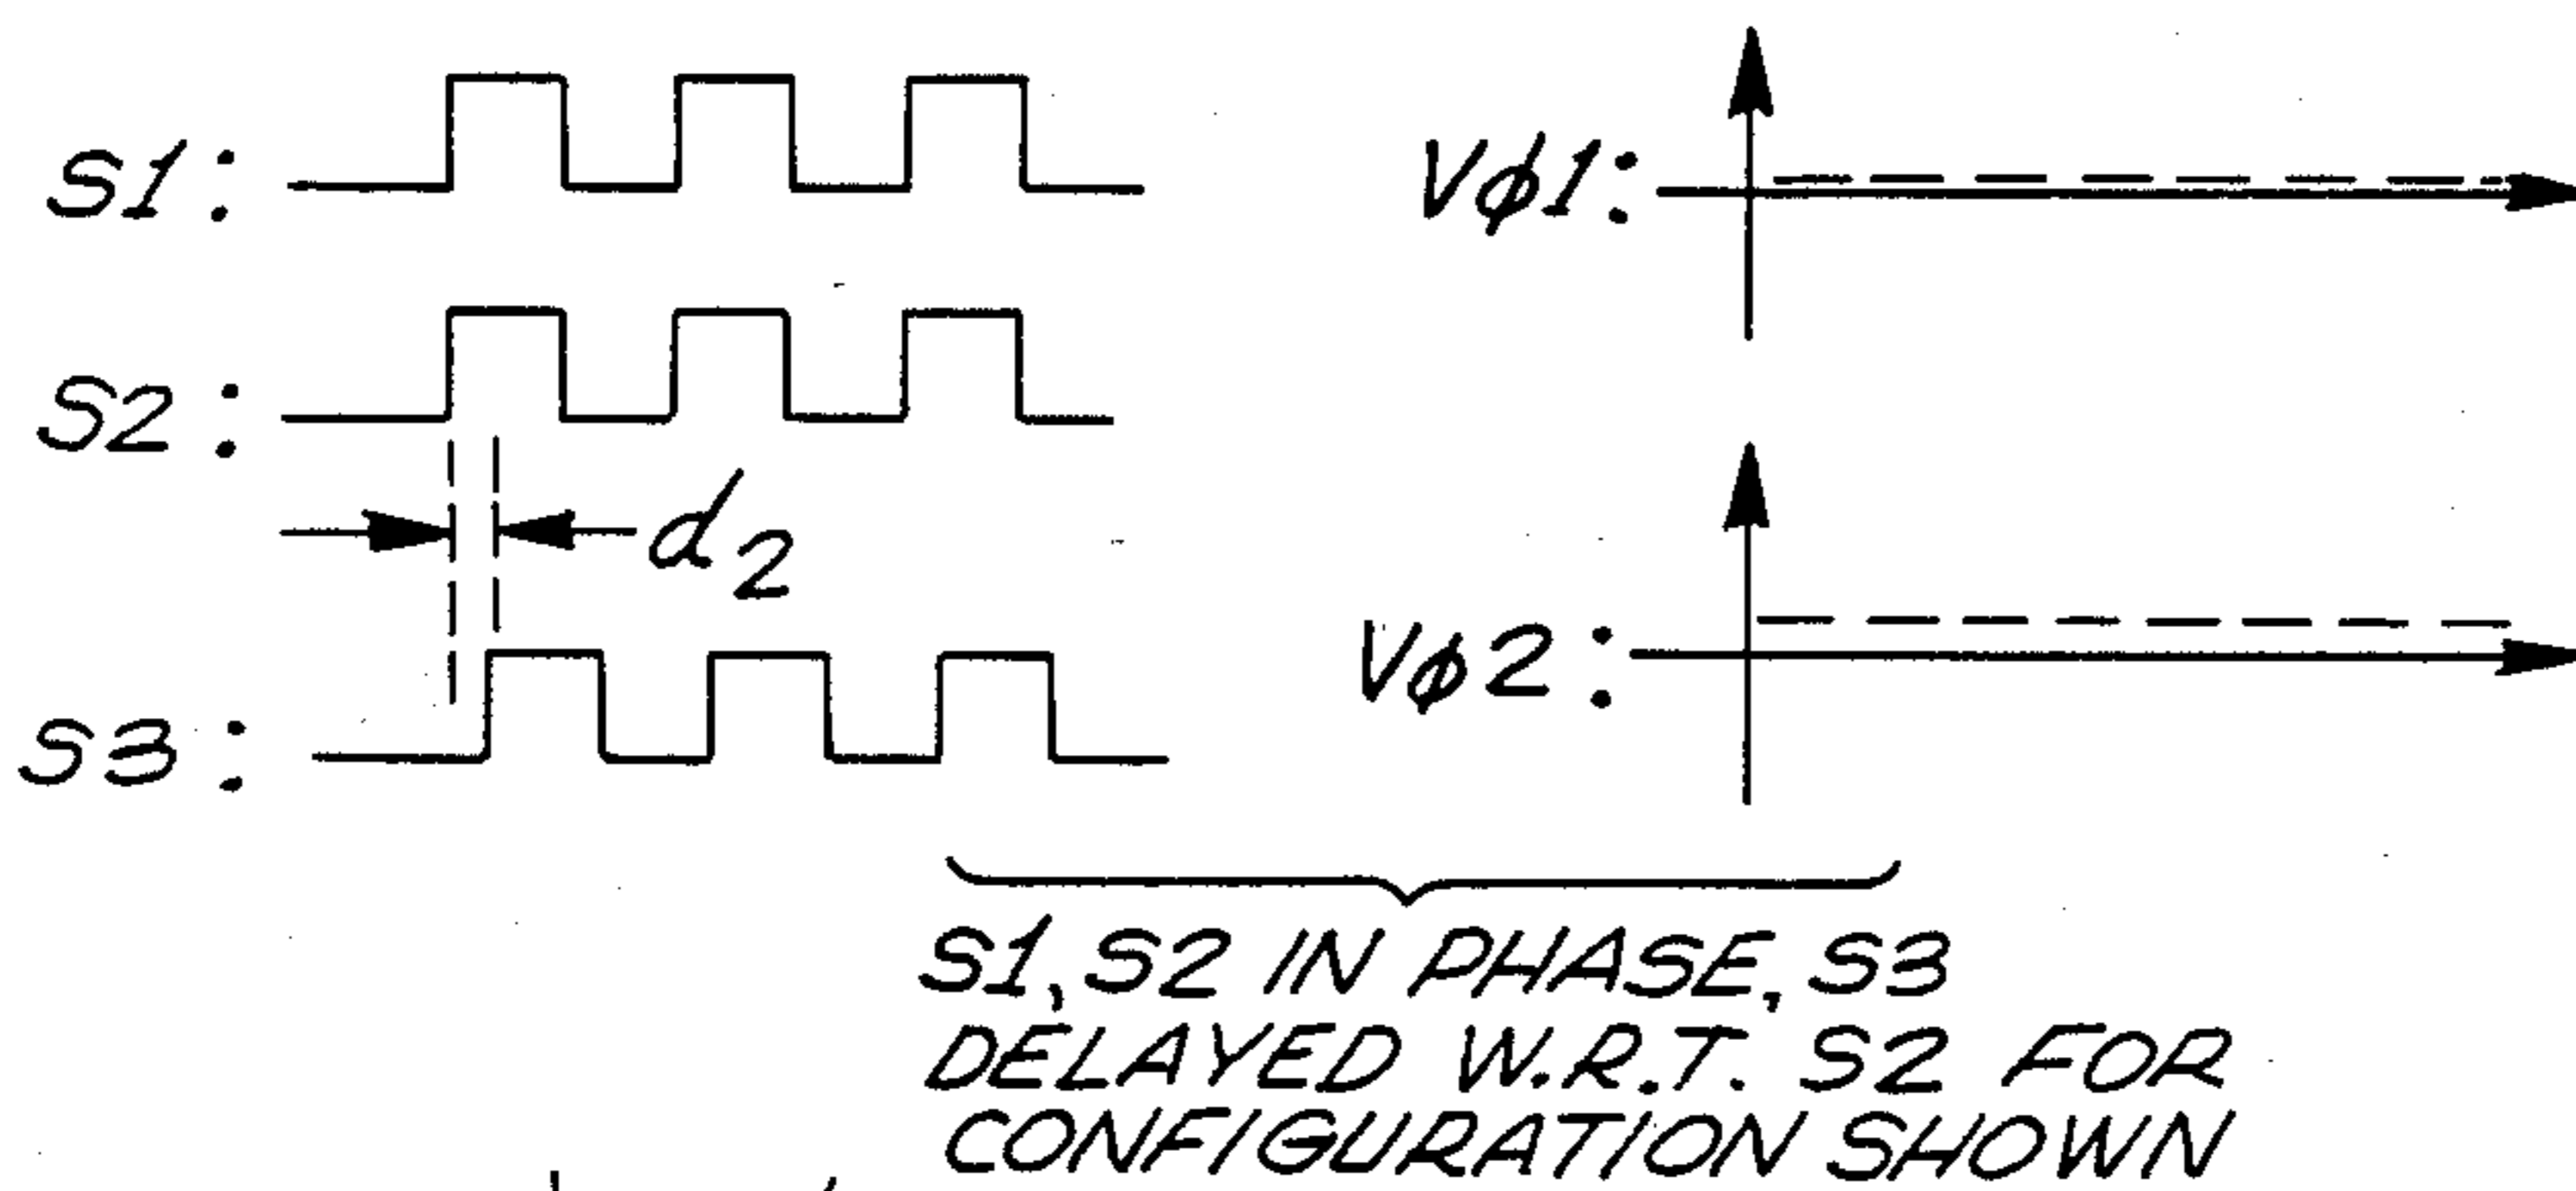 S1:
Vϕ1:
S2:
d2
Vϕ2:
S3:
S1, S2 IN PHASE, S3
DELAYED W.R.T. S2 FOR
CONFIGURATION SHOWN